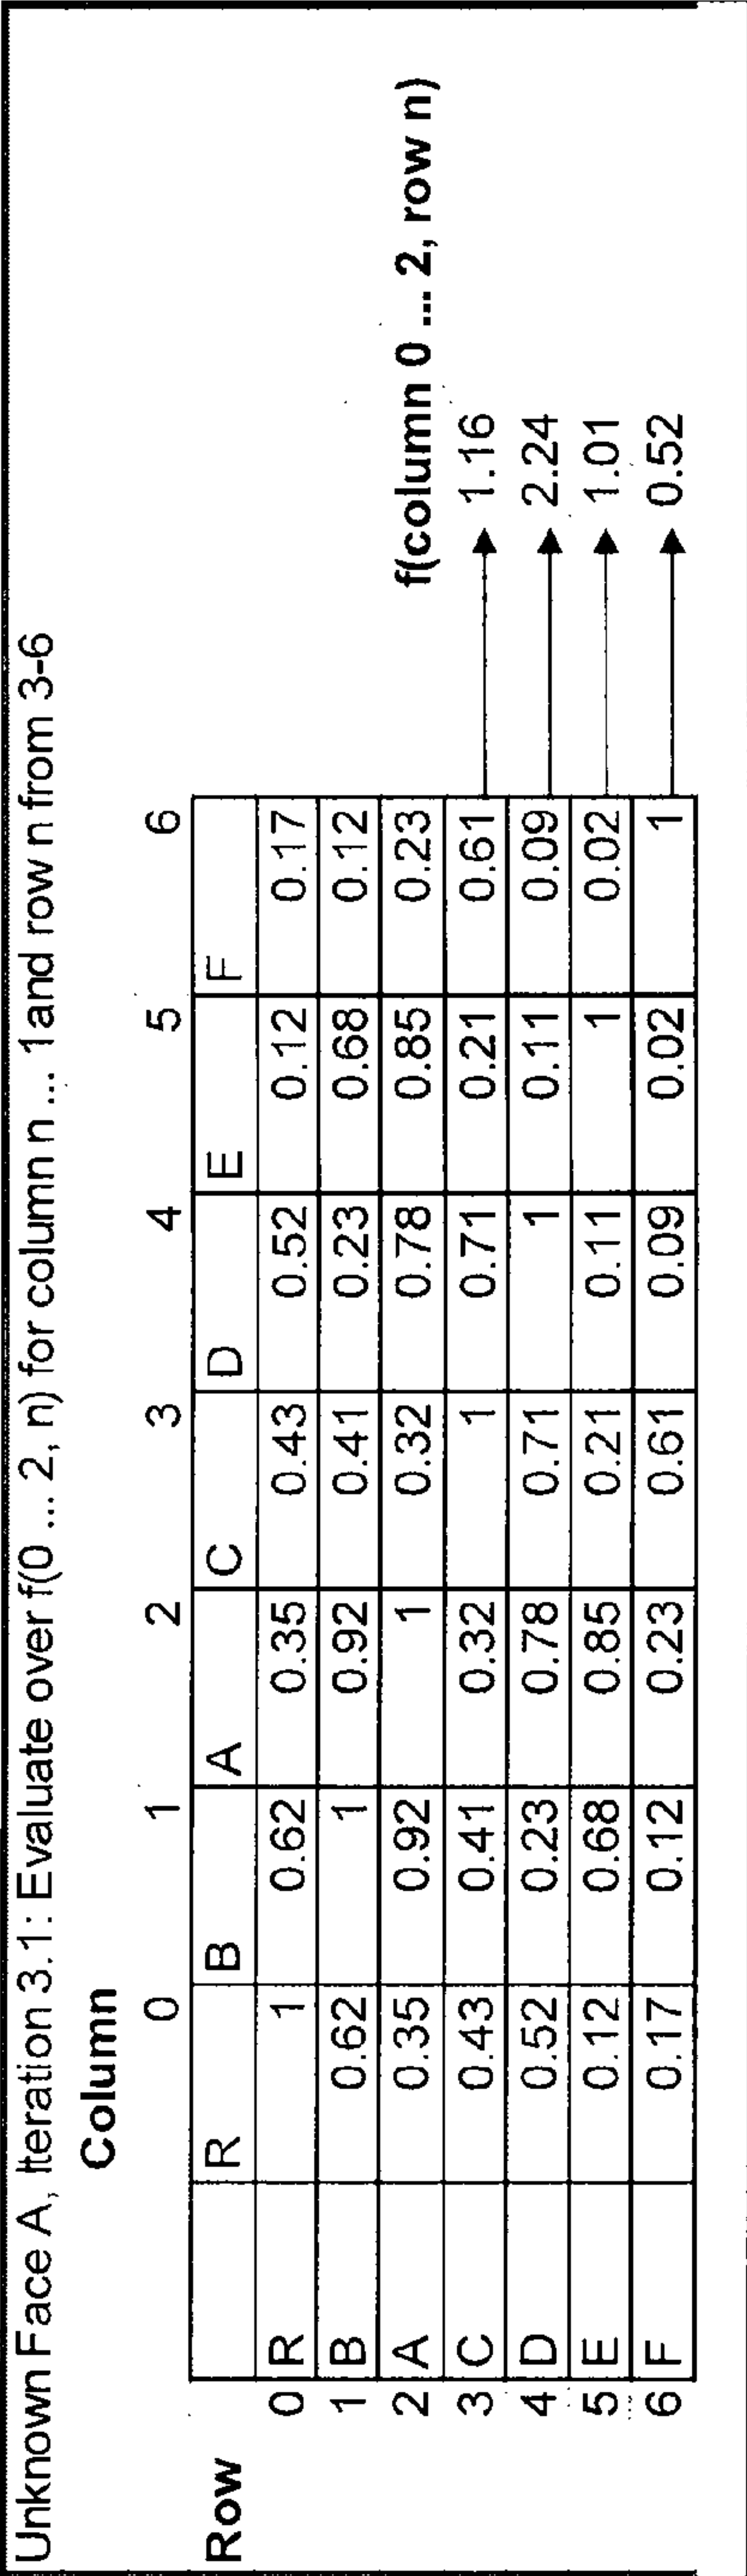 Unknown Face A, Iteration 3.1: Evaluate over f(0 ... 2, n) for column n ... 1and row n from 3-6
Column
0 1 2 3 4 5 6
Row R B A C D E F
0 R 1 0.62 0.35 0.43 0.52 0.12 0.17
1 B 0.62 1 0.92 0.41 0.23 0.68 0.12
f(column 0 ... 2, row n)
2 A 0.35 0.92 1 0.32 0.78 0.85 0.23
3 C 0.43 0.41 0.32 1 0.71 0.21 0.61 1.16
4 D 0.52 0.23 0.78 0.71 1 0.11 0.09 2.24
5 E 0.12 0.68 0.85 0.21 0.11 1 0.02 1.01
6 F 0.17 0.12 0.23 0.61 0.09 0.02 1 0.52